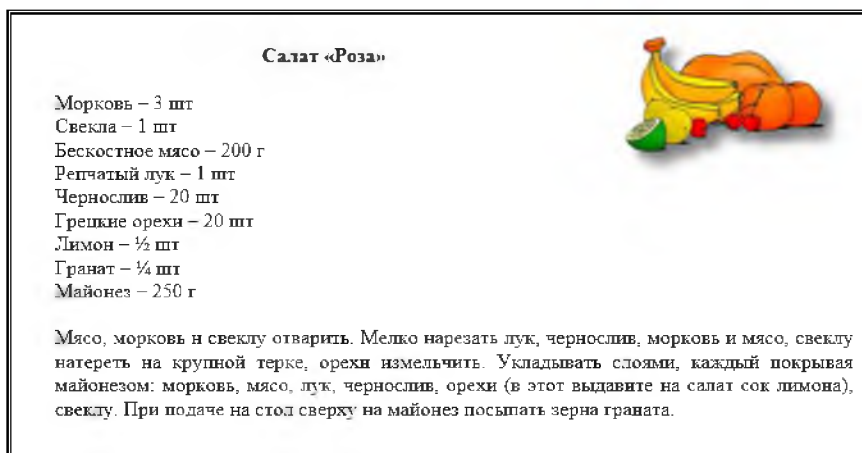 Салат «Роза»
Морковь – 3 шт
Свекла – 1 шт
Бескостное мясо – 200 г
Репчатый лук – 1 шт
Чернослив – 20 шт
Грецкие орехи – 20 шт
Лимон – ½ шт
Гранат – ¼ шт
Майонез – 250 г
Мясо, морковь и свеклу отварить. Мелко нарезать лук, чернослив, морковь и мясо, свеклу
натереть на крупной терке, орехи измельчить. Укладывать слоями, каждый покрывая
майонезом: морковь, мясо, лук, чернослив, орехи (в этот выдавите на салат сок лимона),
свеклу. При подаче на стол сверху на майонез посыпать зерна граната.